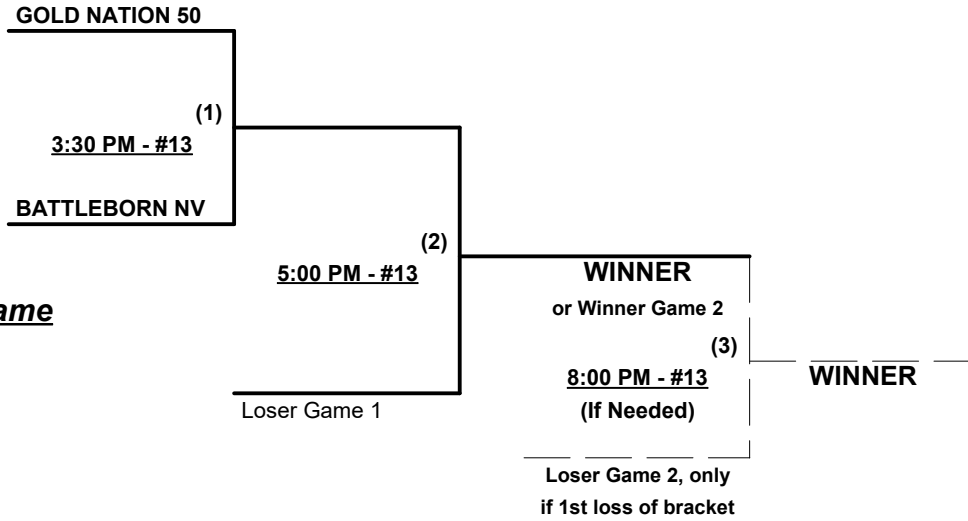 GOLD NATION 50
(1)
3:30 PM - #13
BATTLEBORN NV
(2)
5:00 PM - #13
WINNER
or Winner Game 2
(3)
8:00 PM - #13
(If Needed)
WINNER
Loser Game 1
Loser Game 2, only
if 1st loss of bracket